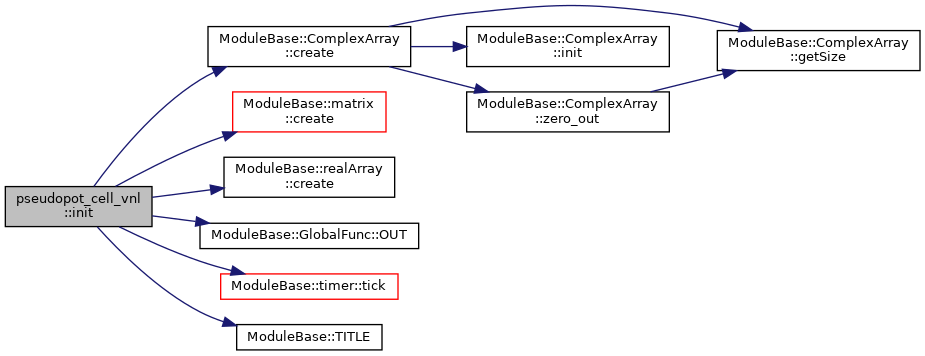 pseudopot_cell_vnl
::init
ModuleBase::ComplexArray
::create
ModuleBase::matrix
::create
ModuleBase::realArray
::create
ModuleBase::GlobalFunc::OUT
ModuleBase::timer::tick
ModuleBase::TITLE
ModuleBase::ComplexArray
::init
ModuleBase::ComplexArray
::zero_out
ModuleBase::ComplexArray
::getSize